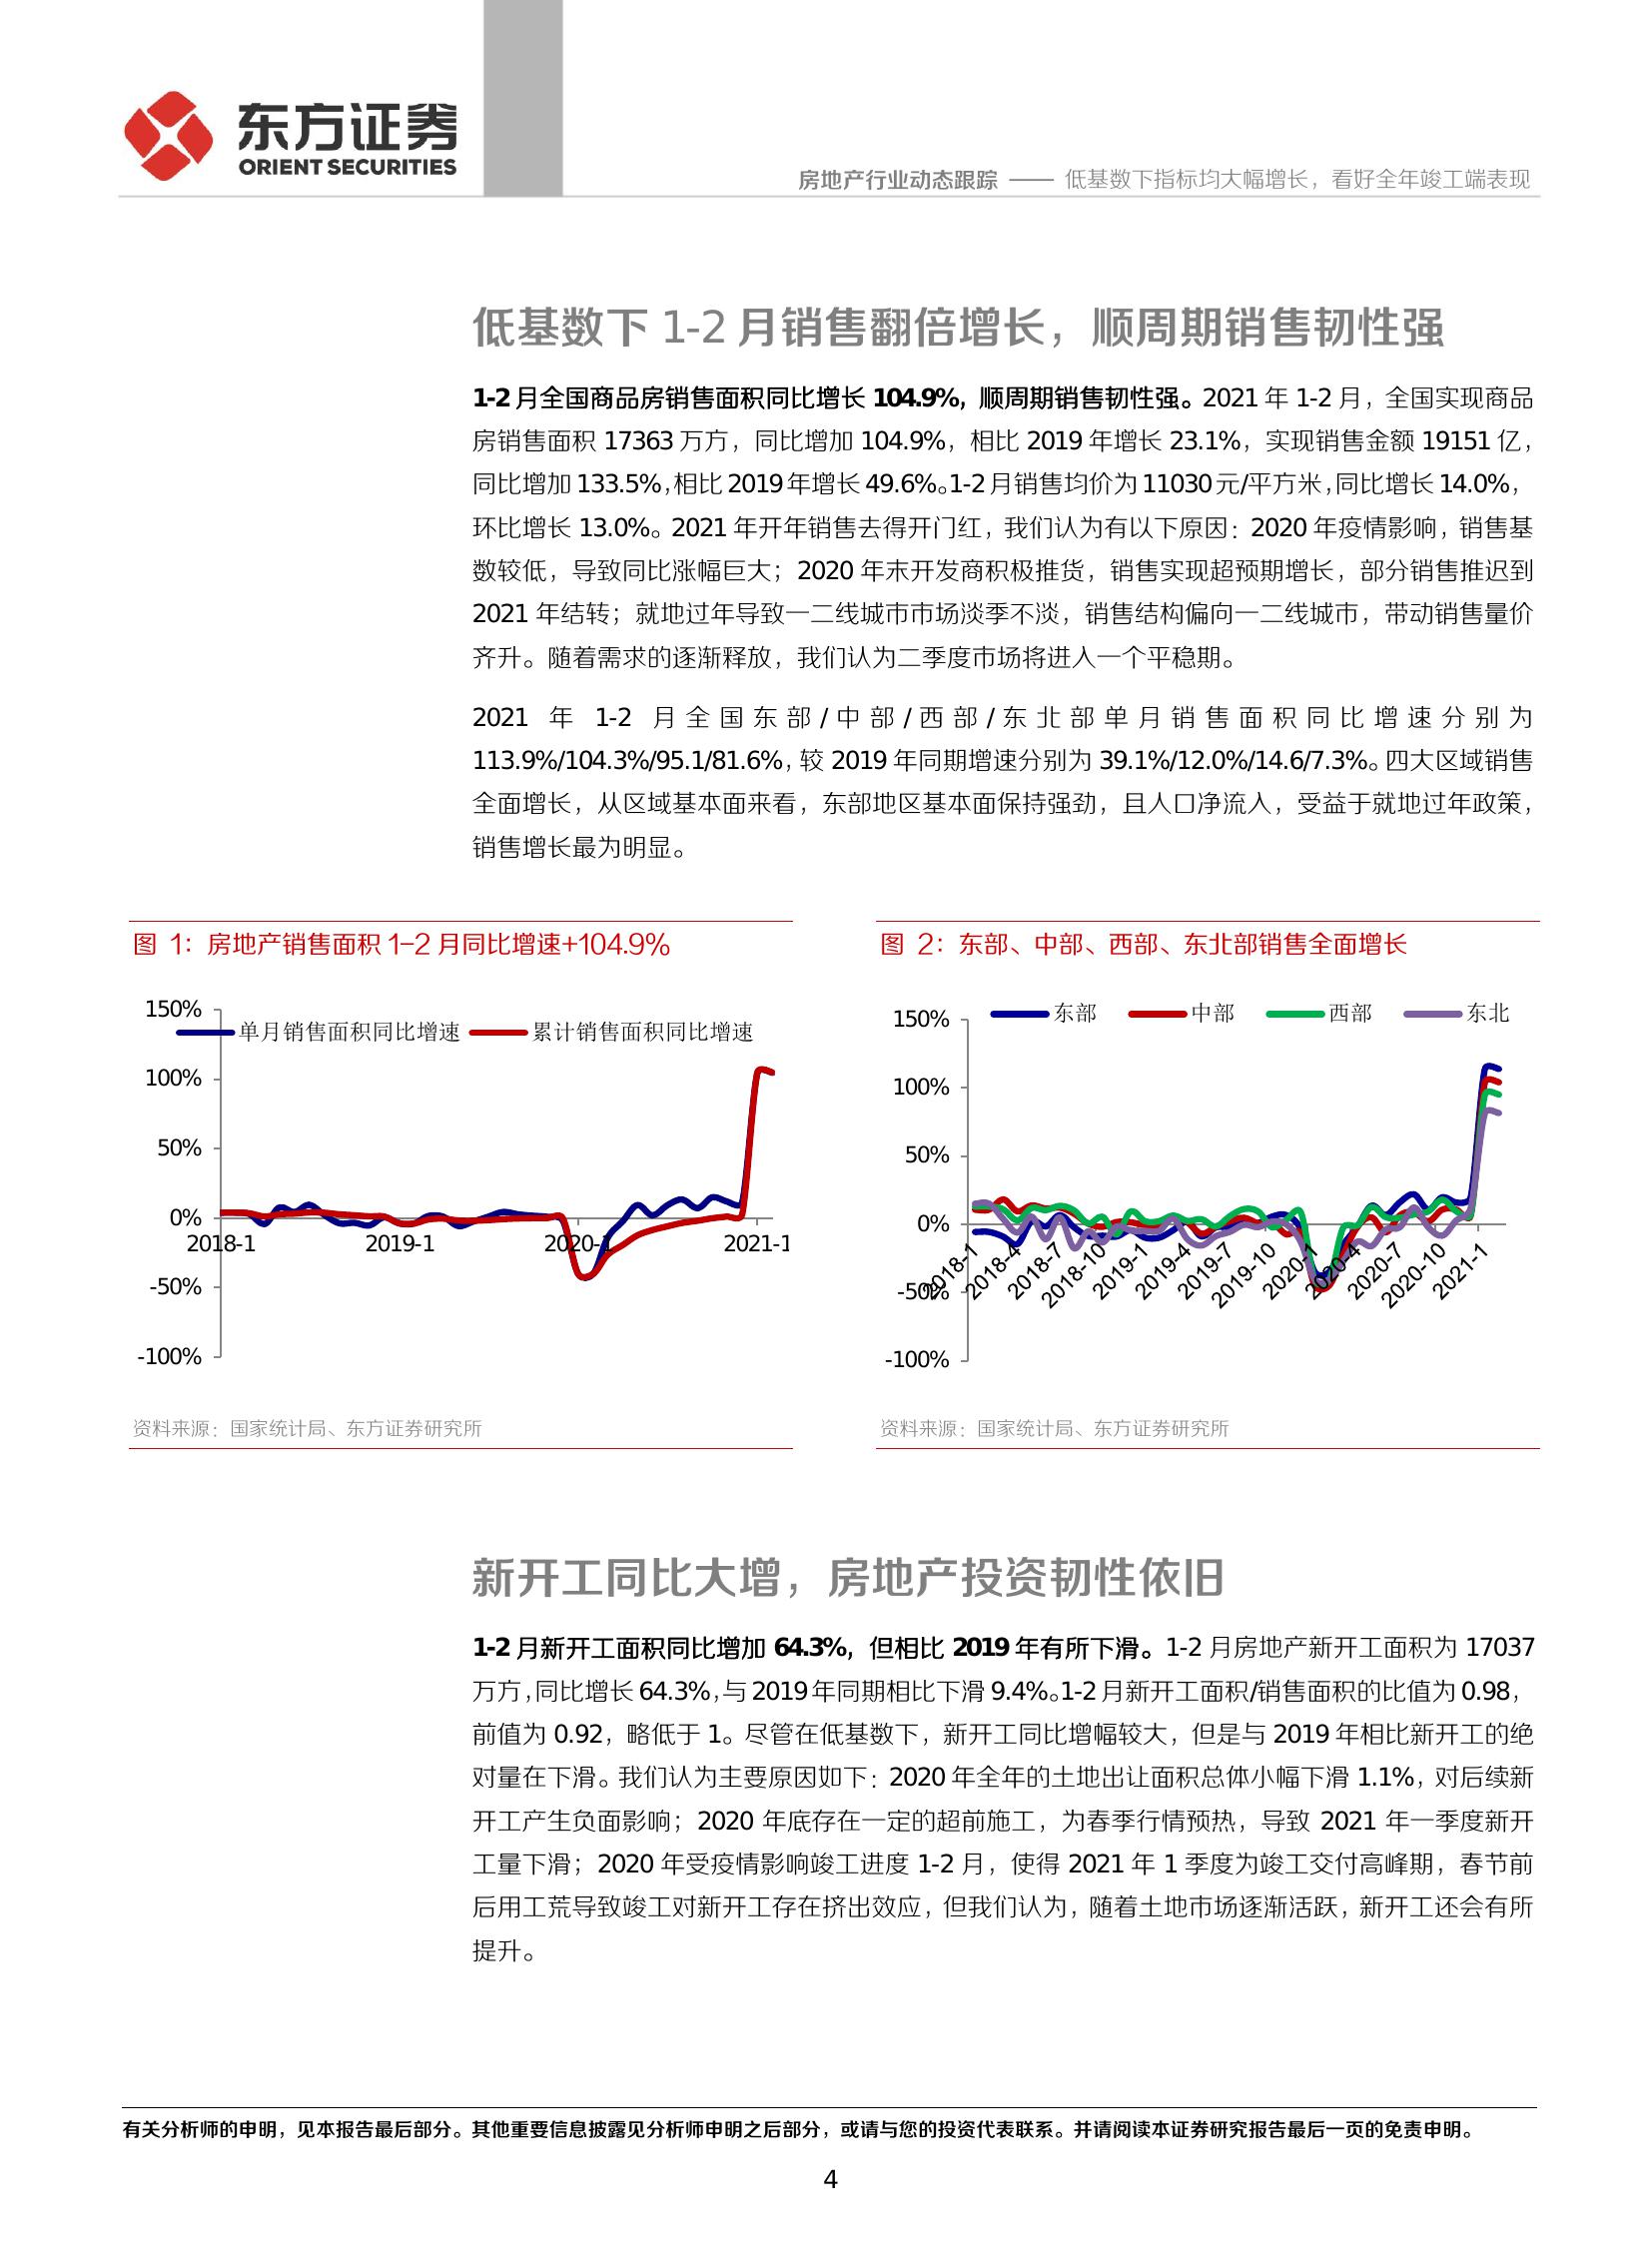 东方证券
ORIENT SECURITIES
房地产行业动态跟踪 —— 低基数下指标均大幅增长，看好全年竣工端表现
低基数下 1-2 月销售翻倍增长，顺周期销售韧性强
1-2 月全国商品房销售面积同比增长 104.9%，顺周期销售韧性强。2021 年 1-2 月，全国实现商品
房销售面积 17363 万方，同比增加 104.9%，相比 2019 年增长 23.1%，实现销售金额 19151 亿，
同比增加 133.5%，相比 2019 年增长 49.6%。1-2 月销售均价为 11030 元/平方米，同比增长 14.0%，
环比增长 13.0%。2021 年开年销售去得开门红，我们认为有以下原因：2020 年疫情影响，销售基
数较低，导致同比涨幅巨大；2020 年末开发商积极推货，销售实现超预期增长，部分销售推迟到
2021 年结转；就地过年导致一二线城市市场淡季不淡，销售结构偏向一二线城市，带动销售量价
齐升。随着需求的逐渐释放，我们认为二季度市场将进入一个平稳期。
2021 年 1-2 月全国东部/中部/西部/东北部单月销售面积同比增速分别为
113.9%/104.3%/95.1/81.6%，较 2019 年同期增速分别为 39.1%/12.0%/14.6/7.3%。四大区域销售
全面增长，从区域基本面来看，东部地区基本面保持强劲，且人口净流入，受益于就地过年政策，
销售增长最为明显。
图 1：房地产销售面积 1-2 月同比增速+104.9%
150%
单月销售面积同比增速 累计销售面积同比增速
100%
50%
0%
2018-1 2019-1 2020-1 2021-1
-50%
-100%
资料来源：国家统计局、东方证券研究所
图 2：东部、中部、西部、东北部销售全面增长
东部 中部 西部 东北
150%
100%
50%
0%
-50%
-100%
2018-1 2018-4 2018-7 2018-10 2019-1 2019-4 2019-7 2019-10 2020-1 2020-4 2020-7 2020-10 2021-1
资料来源：国家统计局、东方证券研究所
新开工同比大增，房地产投资韧性依旧
1-2 月新开工面积同比增加 64.3%，但相比 2019 年有所下滑。1-2 月房地产新开工面积为 17037
万方，同比增长 64.3%，与 2019 年同期相比下滑 9.4%。1-2 月新开工面积/销售面积的比值为 0.98，
前值为 0.92，略低于 1。尽管在低基数下，新开工同比增幅较大，但是与 2019 年相比新开工的绝
对量在下滑。我们认为主要原因如下：2020 年全年的土地出让面积总体小幅下滑 1.1%，对后续新
开工产生负面影响；2020 年底存在一定的超前施工，为春季行情预热，导致 2021 年一季度新开
工量下滑；2020 年受疫情影响竣工进度 1-2 月，使得 2021 年 1 季度为竣工交付高峰期，春节前
后用工荒导致竣工对新开工存在挤出效应，但我们认为，随着土地市场逐渐活跃，新开工还会有所
提升。
有关分析师的申明，见本报告最后部分。其他重要信息披露见分析师申明之后部分，或请与您的投资代表联系。并请阅读本证券研究报告最后一页的免责申明。
4